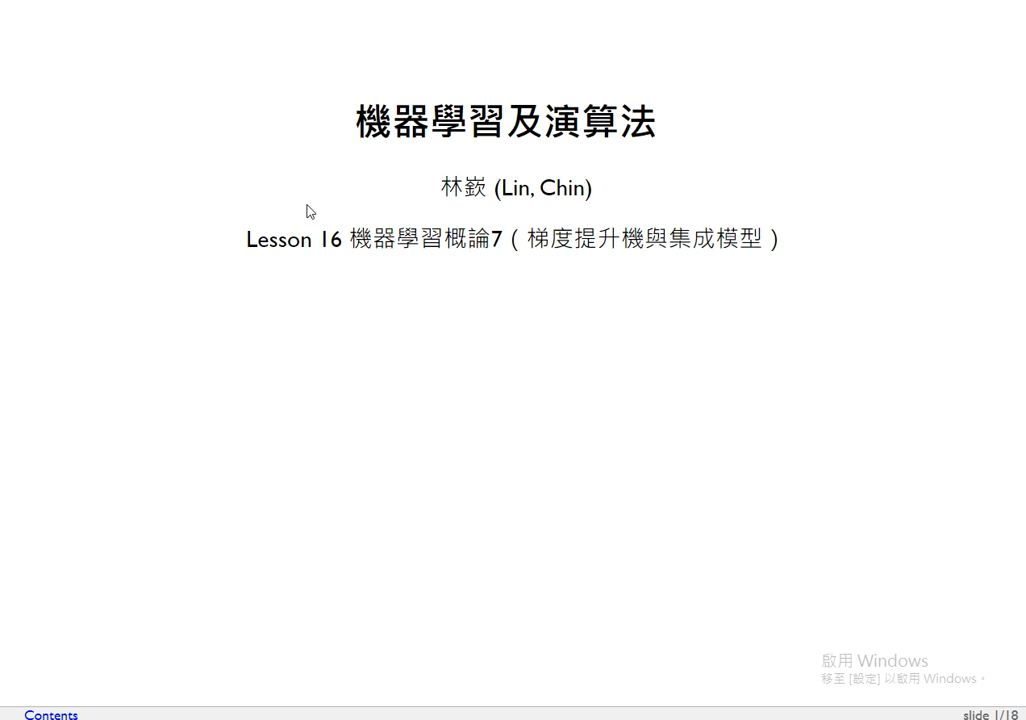 機器學習及演算法
林嶔 (Lin, Chin)
Lesson 16 機器學習概論7（梯度提升機與集成模型）
啟用 Windows
移至 [設定] 以啟用 Windows。
Contents
slide 1/18